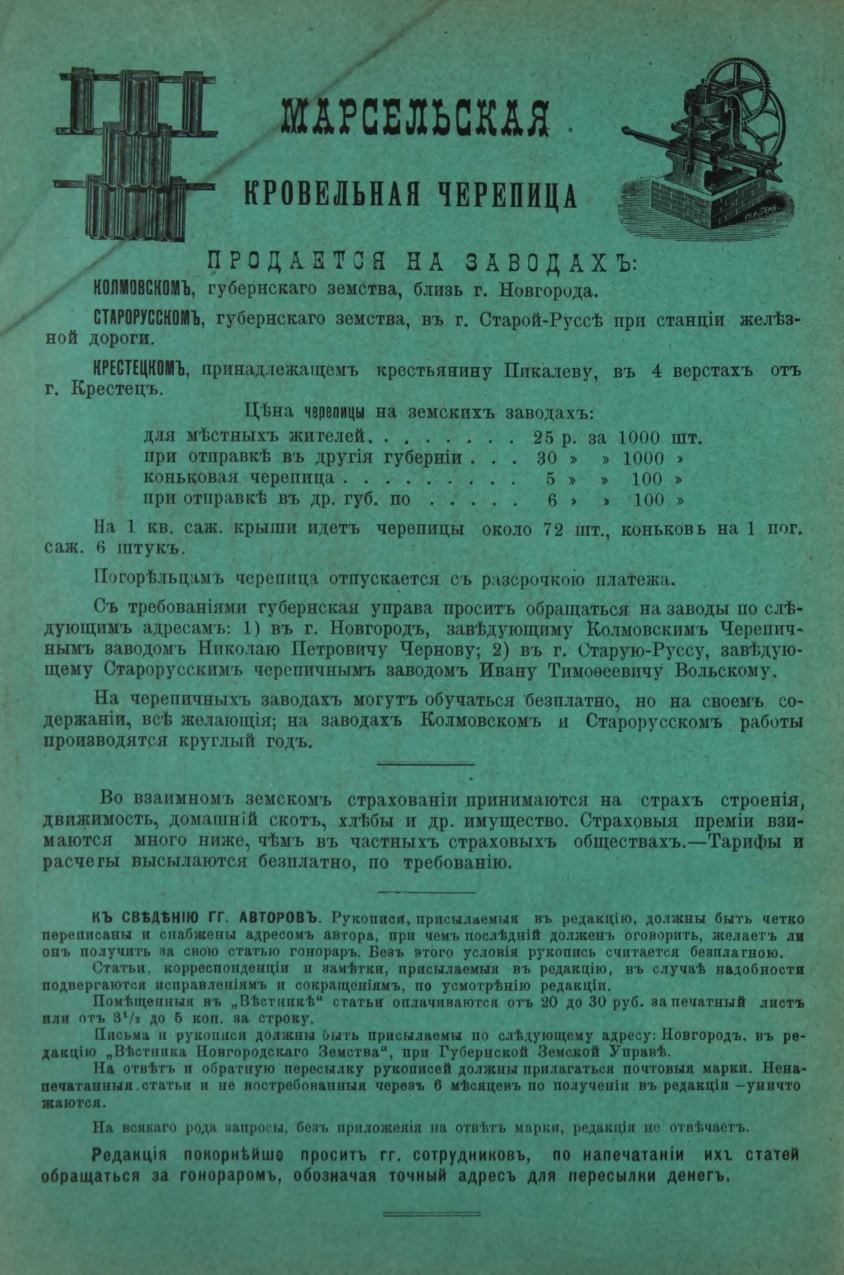 МАРСЕЛЬСКАЯ
КРОВЕЛЬНАЯ ЧЕРЕПИЦА
ПРОДАЕТСЯ НА ЗАВОДАХЪ:
КОЛМОВСКОМЪ, губернскаго земства, близь г. Новгорода.
СТАРОРУССКОМЪ, губернскаго земства, въ г. Старой-Руссѣ при станціи желѣз-
ной дороги.
КРЕСТЕЦКОМЪ, принадлежащемъ крестьянину Пикалеву, въ 4 верстахъ отъ
г. Крестецъ.
Цѣна черепицы на земскихъ заводахъ:
для мѣстныхъ жителей. . . . . . . . 25 р. за 1000 шт.
при отправкѣ въ другія губерніи . . . 30 » » 1000 »
коньковая черепица . . . . . . . . . 5 » » 100 »
при отправкѣ въ др. губ. по . . . . . 6 » » 100 »
На 1 кв. саж. крыши идетъ черепицы около 72 шт., коньковь на 1 пог.
саж. 6 штукъ.
Погорѣльцамъ черепица отпускается съ разсрочкою платежа.
Съ требованіями губернская управа проситъ обращаться на заводы по слѣ-
дующимъ адресамъ: 1) въ г. Новгородъ, завѣдующиму Колмовскимъ Черепич-
нымъ заводомъ Николаю Петровичу Чернову; 2) въ г. Старую-Руссу, завѣдую-
щему Старорусскимъ черепичнымъ заводомъ Ивану Тимоѳеевичу Вольскому.
На черепичныхъ заводахъ могутъ обучаться безплатно, но на своемъ со-
держаніи, всѣ желающія; на заводахъ Колмовскомъ и Старорусскомъ работы
производятся круглый годъ.
Во взаимномъ земскомъ страхованіи принимаются на страхъ строенія,
движимость, домашній скотъ, хлѣбы и др. имущество. Страховыя преміи взи-
маются много ниже, чѣмъ въ частныхъ страховыхъ обществахъ.—Тарифы и
расчеты высылаются безплатно, по требованію.
КЪ СВѢДѢНІЮ ГГ. АВТОРОВЪ. Рукописи, присылаемыя въ редакцію, должны быть четко
переписаны и снабжены адресомъ автора, при чемъ послѣдній долженъ оговорить, желаетъ ли
онъ получить за свою статью гонораръ. Безъ этого условія рукопись считается безплатною.
Статьи, корреспонденціи и замѣтки, присылаемыя въ редакцію, въ случаѣ надобности
подвергаются исправленіямъ и сокращеніямъ, по усмотрѣнію редакціи.
Помѣщенныя въ „Вѣстникѣ“ статьи оплачиваются отъ 20 до 30 руб. за печатный листъ
или отъ 3¹/₂ до 5 коп. за строку.
Письма и рукописи должны быть присылаемы по слѣдующему адресу: Новгородъ, въ ре-
дакцію „Вѣстника Новгородскаго Земства“, при Губернской Земской Управѣ.
На отвѣтъ и обратную пересылку рукописей должны прилагаться почтовыя марки. Нена-
печатанныя статьи и не востребованныя черезъ 6 мѣсяцевъ по полученіи въ редакціи —уничто
жаются.
На всякаго рода запросы, безъ приложенія на отвѣтъ марки, редакція не отвѣчаетъ.
Редакція покорнѣйше проситъ гг. сотрудниковъ, по напечатаніи ихъ статей
обращаться за гонораромъ, обозначая точный адресъ для пересылки денегъ.